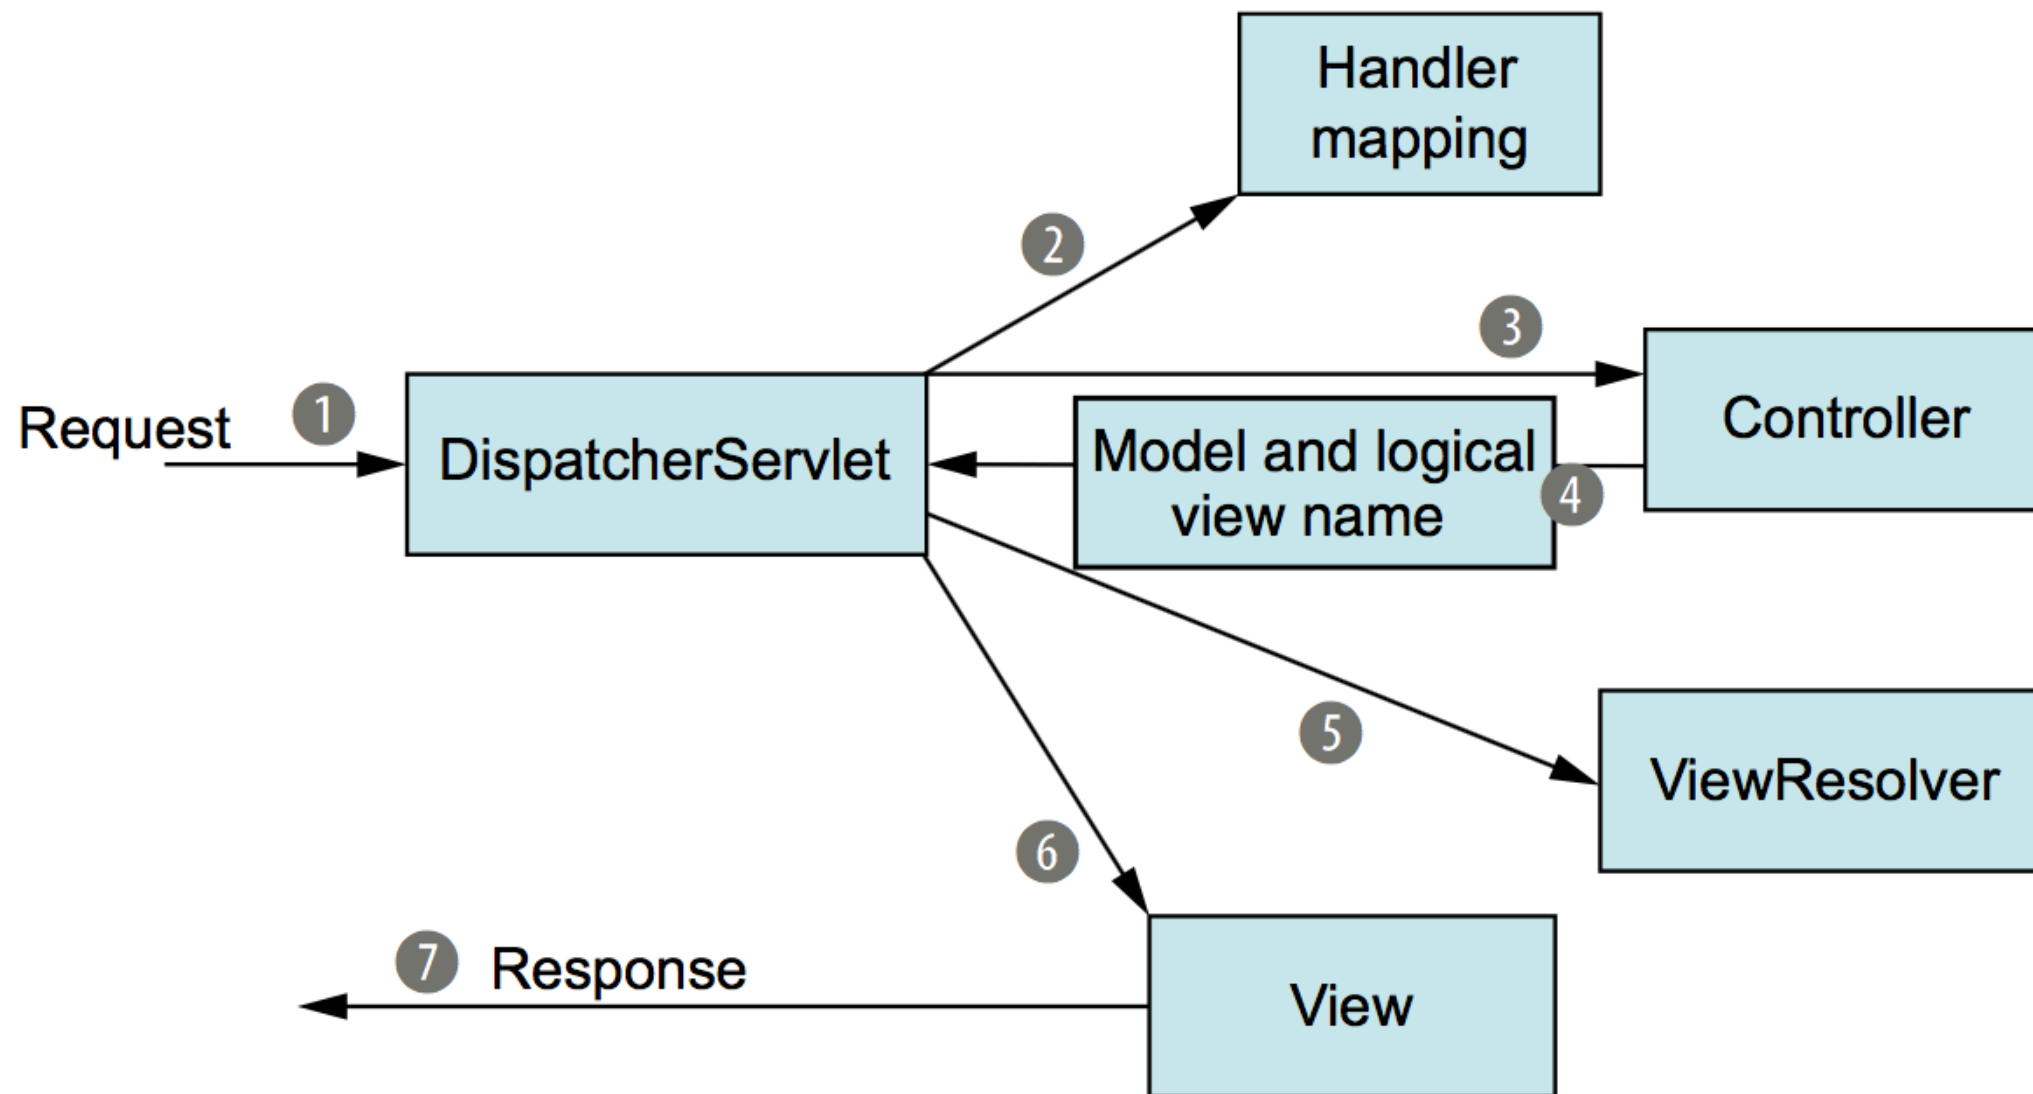 Handler
mapping
2
3
Request
1
DispatcherServlet
Model and logical
view name
4
Controller
5
ViewResolver
6
7
Response
View